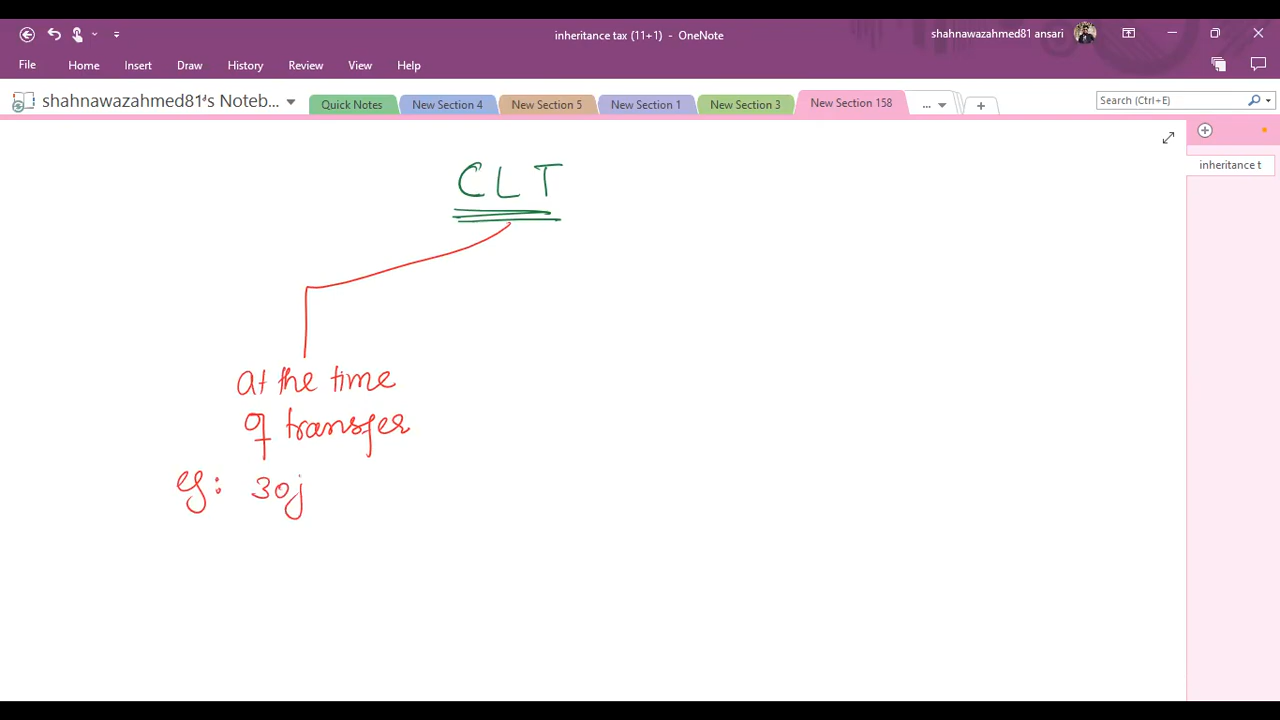 inheritance tax (11+1) - OneNote
shahnawazahmed81 ansari
File Home Insert Draw History Review View Help
shahnawazahmed81's Noteb... Quick Notes New Section 4 New Section 5 New Section 1 New Section 3 New Section 158 ... Search (Ctrl+E)
inheritance t
CLT
at the time
of transfer
eg: 30j